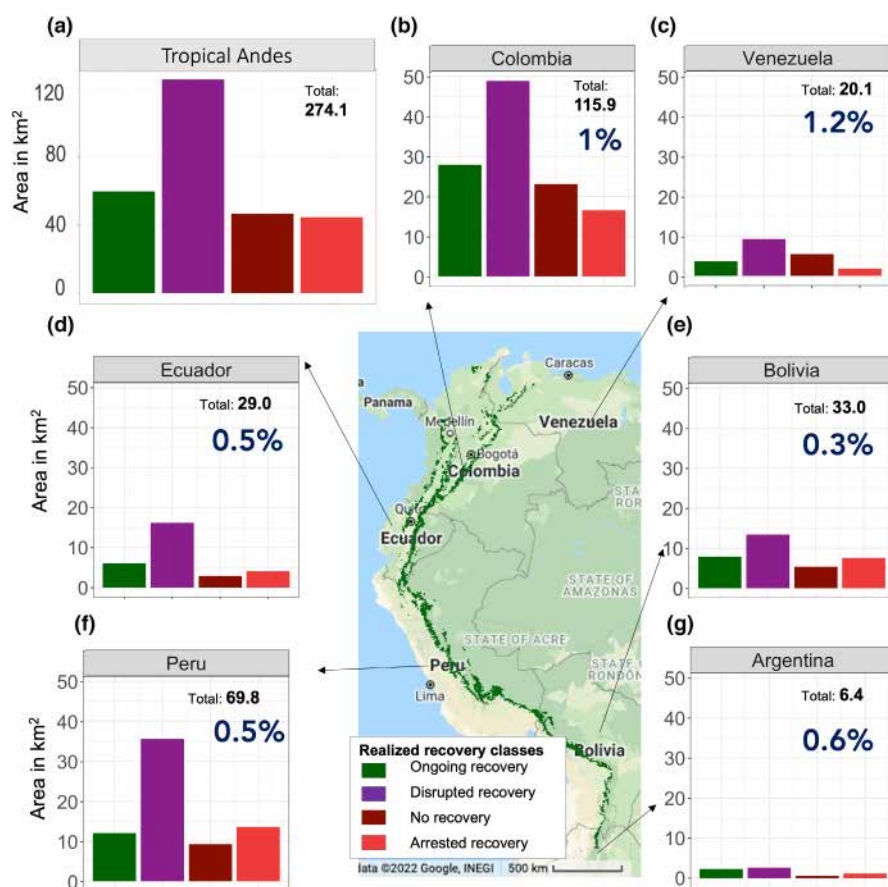 (a)
Tropical Andes
Area in km²
120
80
40
0
Total:
274.1
(b)
Colombia
50
40
30
20
10
0
Total:
115.9
1%
(c)
Venezuela
50
40
30
20
10
0
Total: 20.1
1.2%
(d)
Ecuador
Area in km²
50
40
30
20
10
0
Total: 29.0
0.5%
(e)
Bolivia
50
40
30
20
10
0
Total: 33.0
0.3%
(f)
Peru
Area in km²
50
40
30
20
10
0
Total: 69.8
0.5%
(g)
Argentina
50
40
30
20
10
0
Total: 6.4
0.6%
Caracas
Panama
Medellín
Venezuela
Bogotá
Colombia
Quito
Ecuador
STATE OF
AMAZONAS
STATE OF ACRE
Peru
Lima
STATE O
RONDÔN
Bolivia
Realized recovery classes
Ongoing recovery
Disrupted recovery
No recovery
Arrested recovery
data ©2022 Google, INEGI
500 km